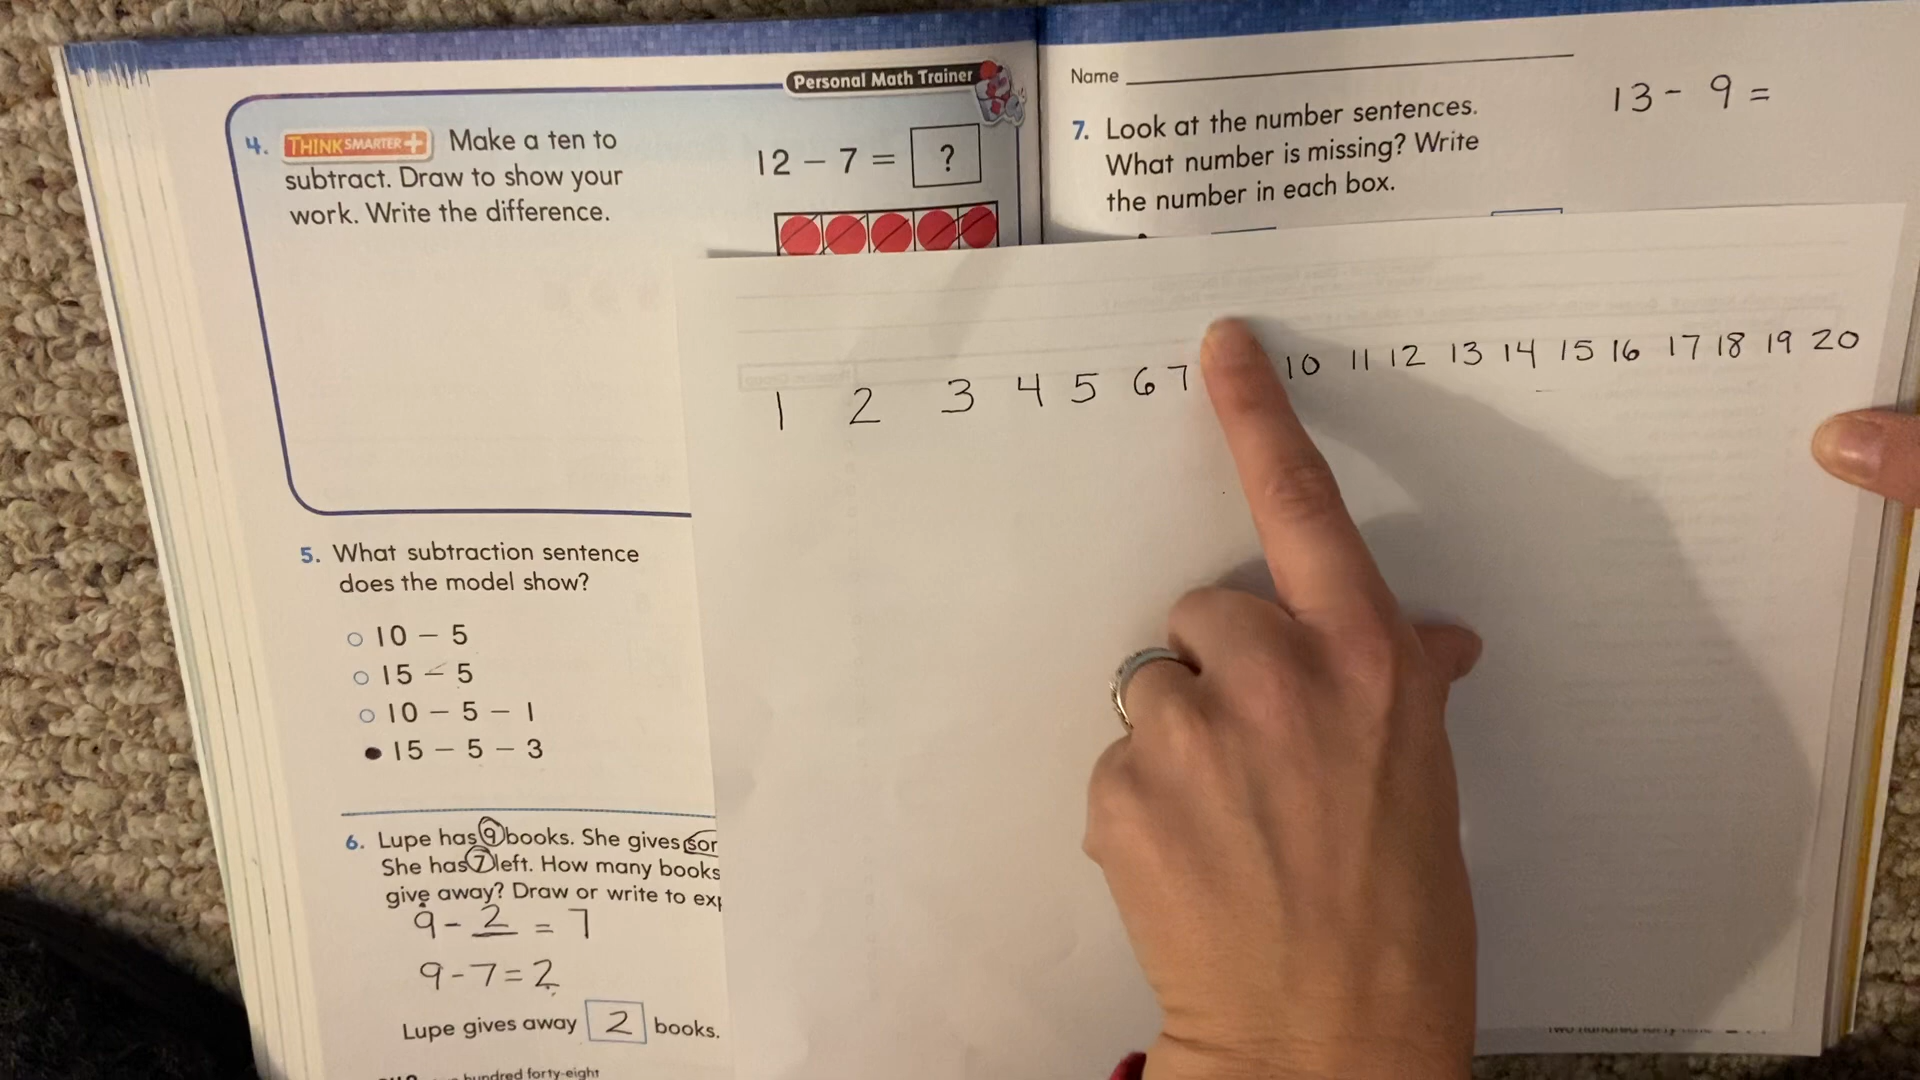 Personal Math Trainer
4. THINK SMARTER + Make a ten to
subtract. Draw to show your
work. Write the difference.
12 - 7 = ?
5. What subtraction sentence
does the model show?
10 - 5
15 - 5
10 - 5 - 1
15 - 5 - 3
6. Lupe has 9 books. She gives
She has 7 left. How many books
give away? Draw or write to
9 - 2 = 7
9 - 7 = 2
Lupe gives away 2 books.
hundred forty-eight
Name
13 - 9 =
7. Look at the number sentences.
What number is missing? Write
the number in each box.
1 2 3 4 5 6 7 10 11 12 13 14 15 16 17 18 19 20